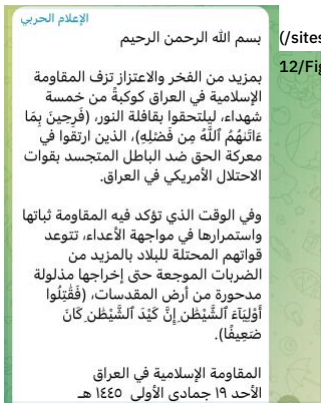 الإعلام الحربي
بسم الله الرحمن الرحيم
بمزيد من الفخر والاعتزاز تزف المقاومة
الإسلامية في العراق كوكبةً من خمسة
شهداء، ليلتحقوا بقافلة النور، (فَرِحِينَ بِمَا
ءَاتَىٰهُمُ ٱللَّهُ مِن فَضۡلِهِ)، الذين ارتقوا في
معركة الحق ضد الباطل المتجسد بقوات
الاحتلال الأمريكي في العراق.
وفي الوقت الذي تؤكد فيه المقاومة ثباتها
واستمرارها في مواجهة الأعداء، تتوعد
قواتهم المحتلة للبلاد بالمزيد من
الضربات الموجعة حتى إخراجها مذلولة
مدحورة من أرض المقدسات، (فَقَٰتِلُوٓاْ
أَوۡلِيَآءَ ٱلشَّيۡطَٰنِ إِنَّ كَيۡدَ ٱلشَّيۡطَٰنِ كَانَ
ضَعِيفًا).
المقاومة الإسلامية في العراق
الأحد ١٩ جمادى الأولى ١٤٤٥ هـ
(/sites
12/Fig